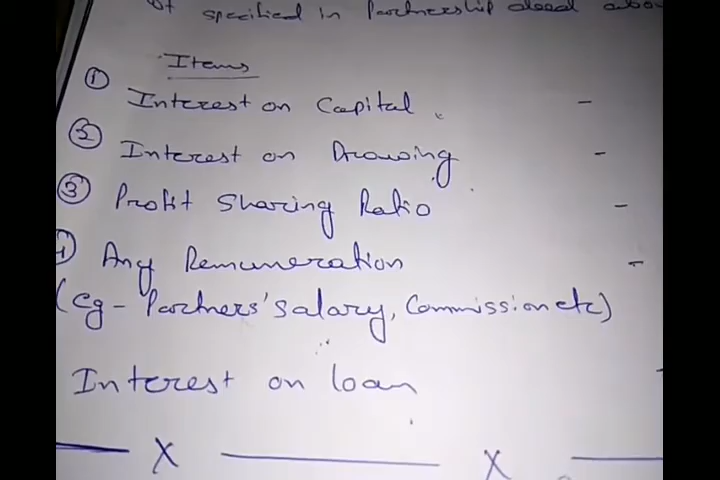 specified in Partnership deed abo
Items
① Interest on Capital -
② Interest on Drawing -
③ Profit Sharing Ratio -
Any Remuneration -
(eg - Partners' salary, Commission etc)
Interest on loan
x x